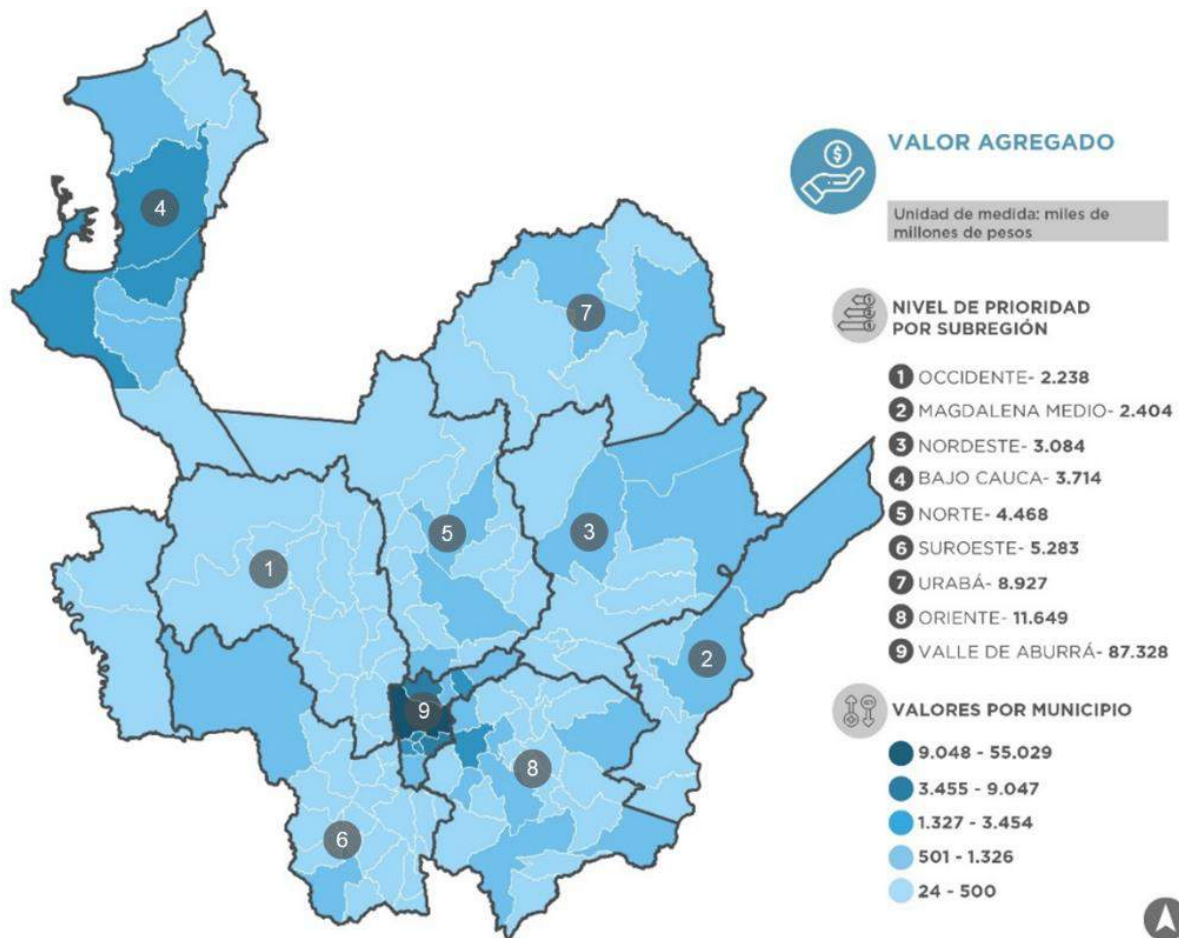 VALOR AGREGADO
Unidad de medida: miles de
millones de pesos
NIVEL DE PRIORIDAD
POR SUBREGIÓN
1 OCCIDENTE- 2.238
2 MAGDALENA MEDIO- 2.404
3 NORDESTE- 3.084
4 BAJO CAUCA- 3.714
5 NORTE- 4.468
6 SUROESTE- 5.283
7 URABÁ- 8.927
8 ORIENTE- 11.649
9 VALLE DE ABURRÁ- 87.328
VALORES POR MUNICIPIO
9.048 - 55.029
3.455 - 9.047
1.327 - 3.454
501 - 1.326
24 - 500
4
7
5
3
1
2
9
8
6